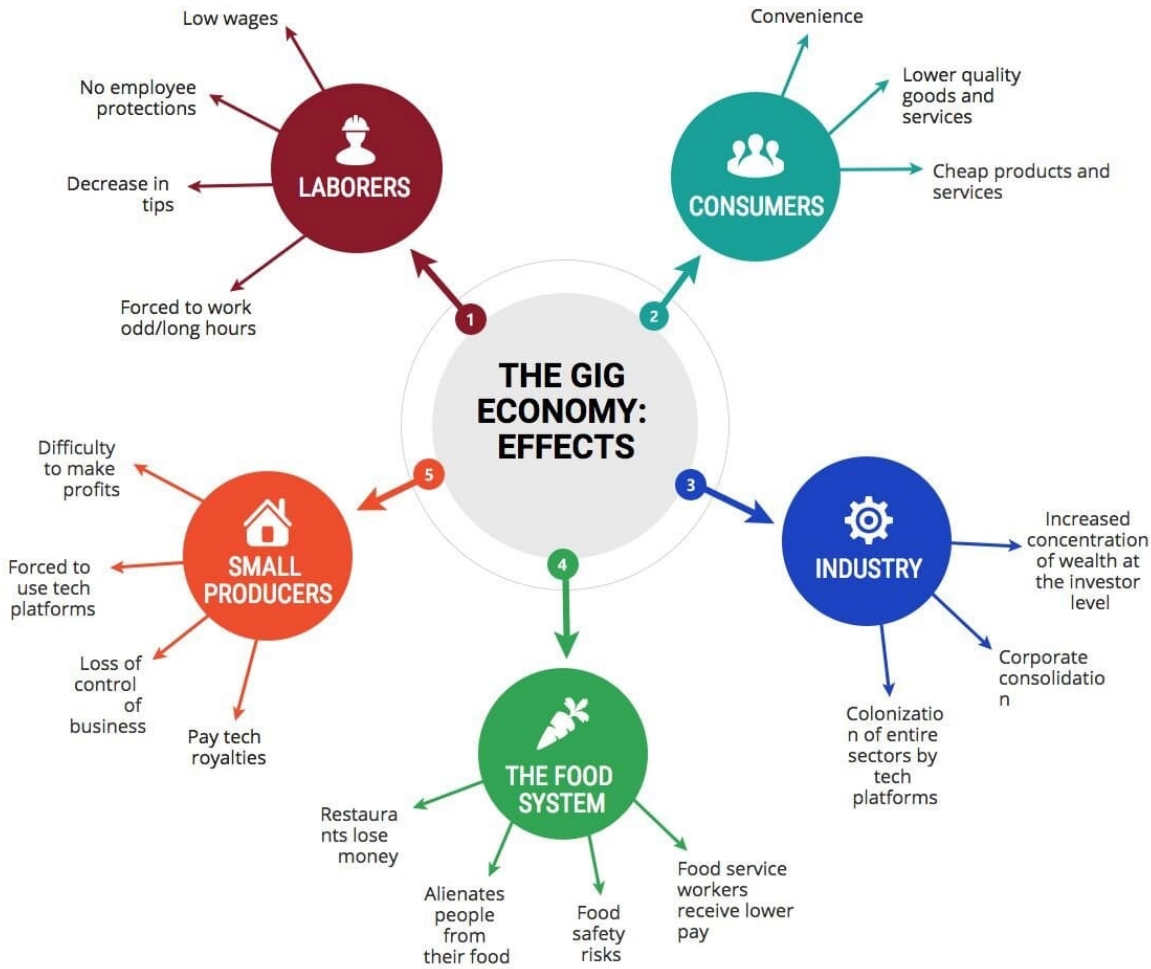 THE GIG
ECONOMY:
EFFECTS
1
LABORERS
Low wages
No employee
protections
Decrease in
tips
Forced to work
odd/long hours
2
CONSUMERS
Convenience
Lower quality
goods and
services
Cheap products and
services
3
INDUSTRY
Increased
concentration
of wealth at
the investor
level
Corporate
consolidatio
n
Colonizatio
n of entire
sectors by
tech
platforms
4
THE FOOD
SYSTEM
Restaura
nts lose
money
Alienates
people
from
their food
Food
safety
risks
Food service
workers
receive lower
pay
5
SMALL
PRODUCERS
Difficulty
to make
profits
Forced to
use tech
platforms
Loss of
control
of
business
Pay tech
royalties